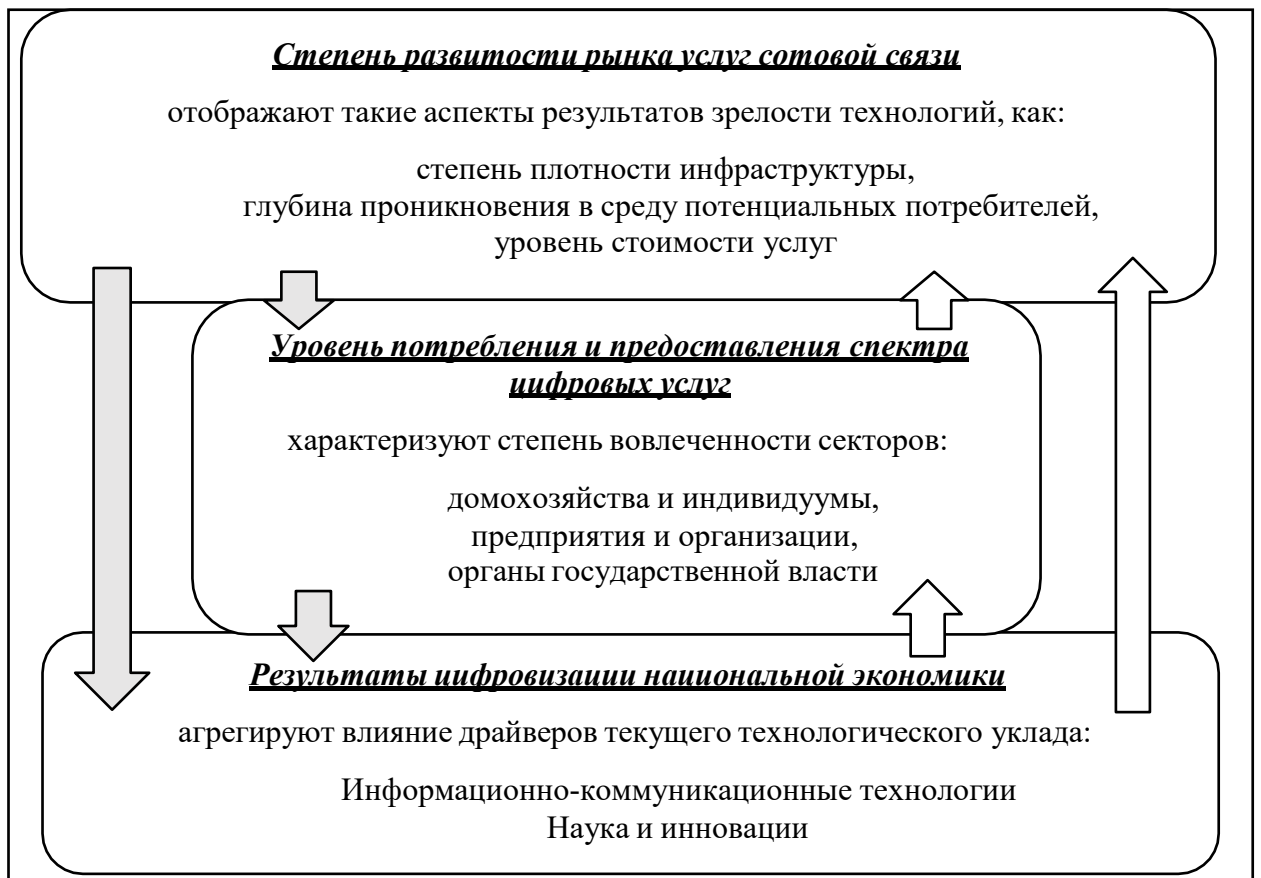 Степень развитости рынка услуг сотовой связи
отображают такие аспекты результатов зрелости технологий, как:
степень плотности инфраструктуры,
глубина проникновения в среду потенциальных потребителей,
уровень стоимости услуг
Уровень потребления и предоставления спектра
цифровых услуг
характеризуют степень вовлеченности секторов:
домохозяйства и индивидуумы,
предприятия и организации,
органы государственной власти
Результаты цифровизации национальной экономики
агрегируют влияние драйверов текущего технологического уклада:
Информационно-коммуникационные технологии
Наука и инновации